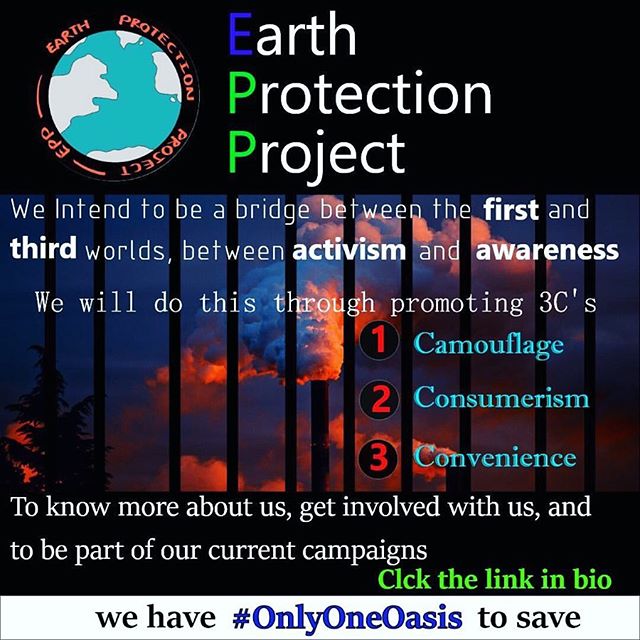 EARTH PROTECTION
PROJECT
EPP
Earth
Protection
Project
We Intend to be a bridge between the first and
third worlds, between activism and awareness
We will do this through promoting 3C's
1 Camouflage
2 Consumerism
3 Convenience
To know more about us, get involved with us, and
to be part of our current campaigns
Clck the link in bio
we have #OnlyOneOasis to save